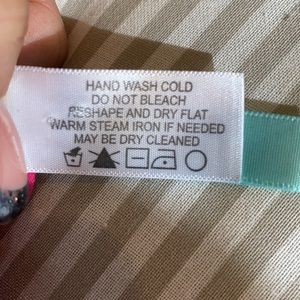 HAND WASH COLD
DO NOT BLEACH
RESHAPE AND DRY FLAT
WARM STEAM IRON IF NEEDED
MAY BE DRY CLEANED